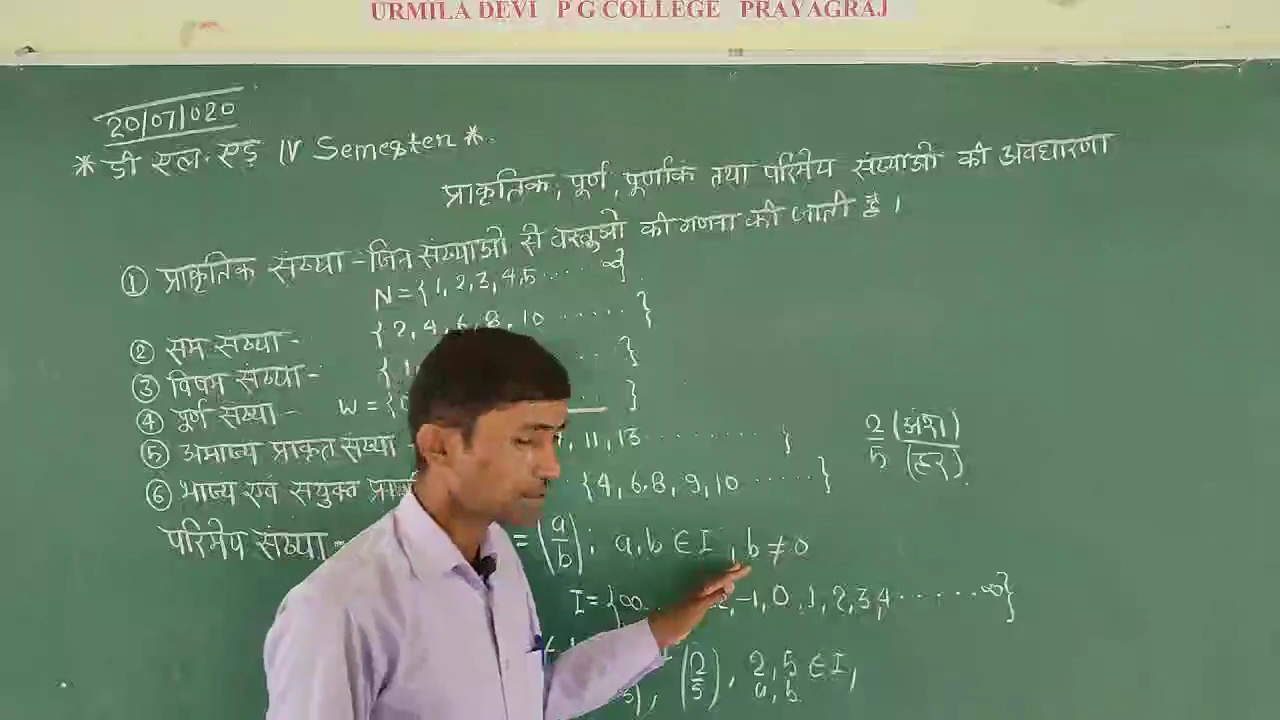 URMILA DEVI P G COLLEGE PRAYAGRAJ
20/07/020
* डी एल.एड़ IV Semester *
प्राकृतिक, पूर्ण, पूर्णांक तथा परिमेय संख्याओ की अवधारणा
① प्राकृतिक संख्या - जिन संख्याओ से वस्तुओ की गणना की जाती है ।
N = {1, 2, 3, 4, 5 ..... ∞}
② सम संख्या - {2, 4, 6, 8, 10 ...... }
③ विषम संख्या - {1, .. }
④ पूर्ण संख्या - W = { }
⑤ अभाज्य प्राकृत संख्या - , 11, 13 ......... }
⑥ भाज्य एवं सयुक्त {4, 6, 8, 9, 10 ...... }
2/5 (अंश)/(हर)
परिमेय संख्या - = (a/b) ; a, b ∈ I , b ≠ 0
I = {∞.. 2, -1, 0, 1, 2, 3, 4 ...... ∞}
5), (2/5), 2, 5 ∈ I,
a, b